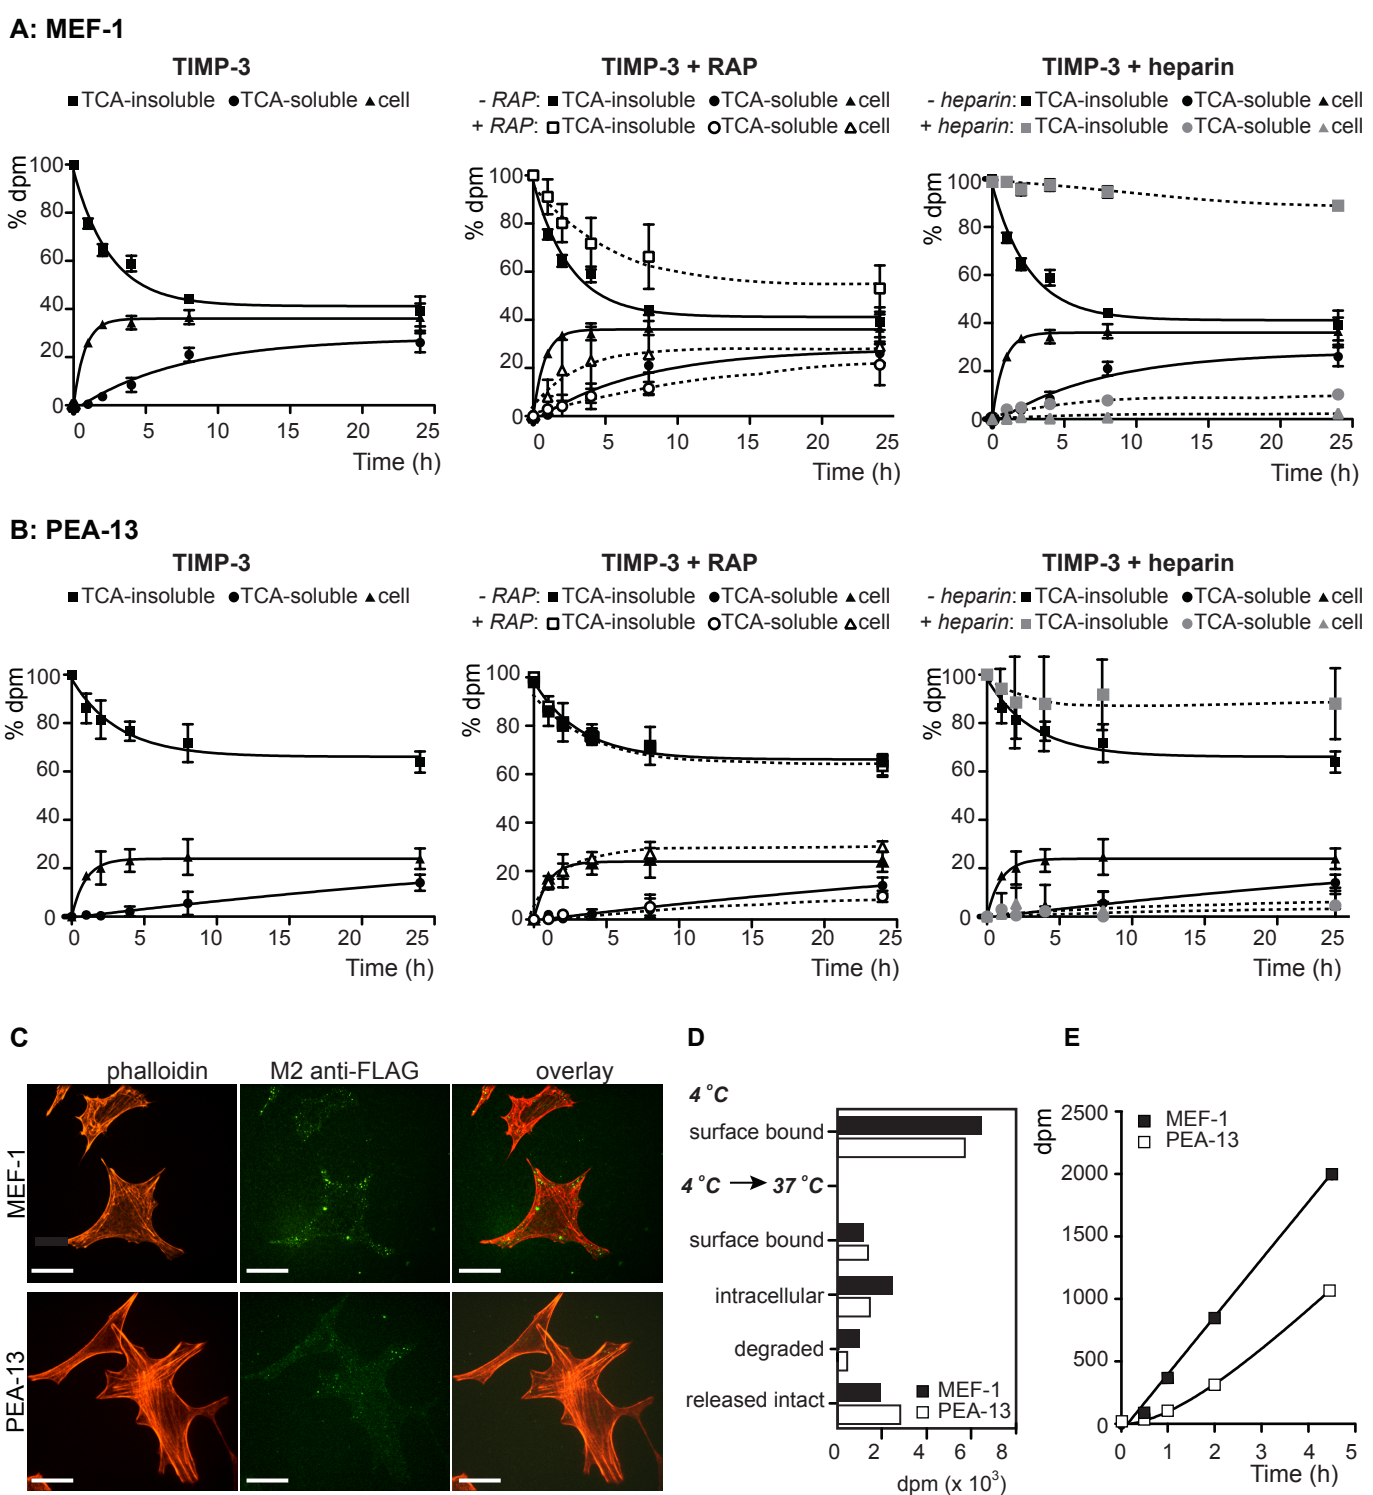 A: MEF-1
TIMP-3
TCA-insoluble TCA-soluble cell
% dpm
100
80
60
40
20
0
0 5 10 15 20 25
Time (h)
TIMP-3 + RAP
- RAP: TCA-insoluble TCA-soluble cell
+ RAP: TCA-insoluble TCA-soluble cell
% dpm
100
80
60
40
20
0
0 5 10 15 20 25
Time (h)
TIMP-3 + heparin
- heparin: TCA-insoluble TCA-soluble cell
+ heparin: TCA-insoluble TCA-soluble cell
% dpm
100
80
60
40
20
0
0 5 10 15 20 25
Time (h)
B: PEA-13
TIMP-3
TCA-insoluble TCA-soluble cell
% dpm
100
80
60
40
20
0
0 5 10 15 20 25
Time (h)
TIMP-3 + RAP
- RAP: TCA-insoluble TCA-soluble cell
+ RAP: TCA-insoluble TCA-soluble cell
% dpm
100
80
60
40
20
0
0 5 10 15 20 25
Time (h)
TIMP-3 + heparin
- heparin: TCA-insoluble TCA-soluble cell
+ heparin: TCA-insoluble TCA-soluble cell
% dpm
100
80
60
40
20
0
0 5 10 15 20 25
Time (h)
C
phalloidin M2 anti-FLAG overlay
MEF-1
PEA-13
D
4 °C
surface bound
4 °C → 37 °C
surface bound
intracellular
degraded
released intact
MEF-1
PEA-13
0 2 4 6 8
dpm (x 10³)
E
dpm
2500
2000
1500
1000
500
0
MEF-1
PEA-13
0 1 2 3 4 5
Time (h)